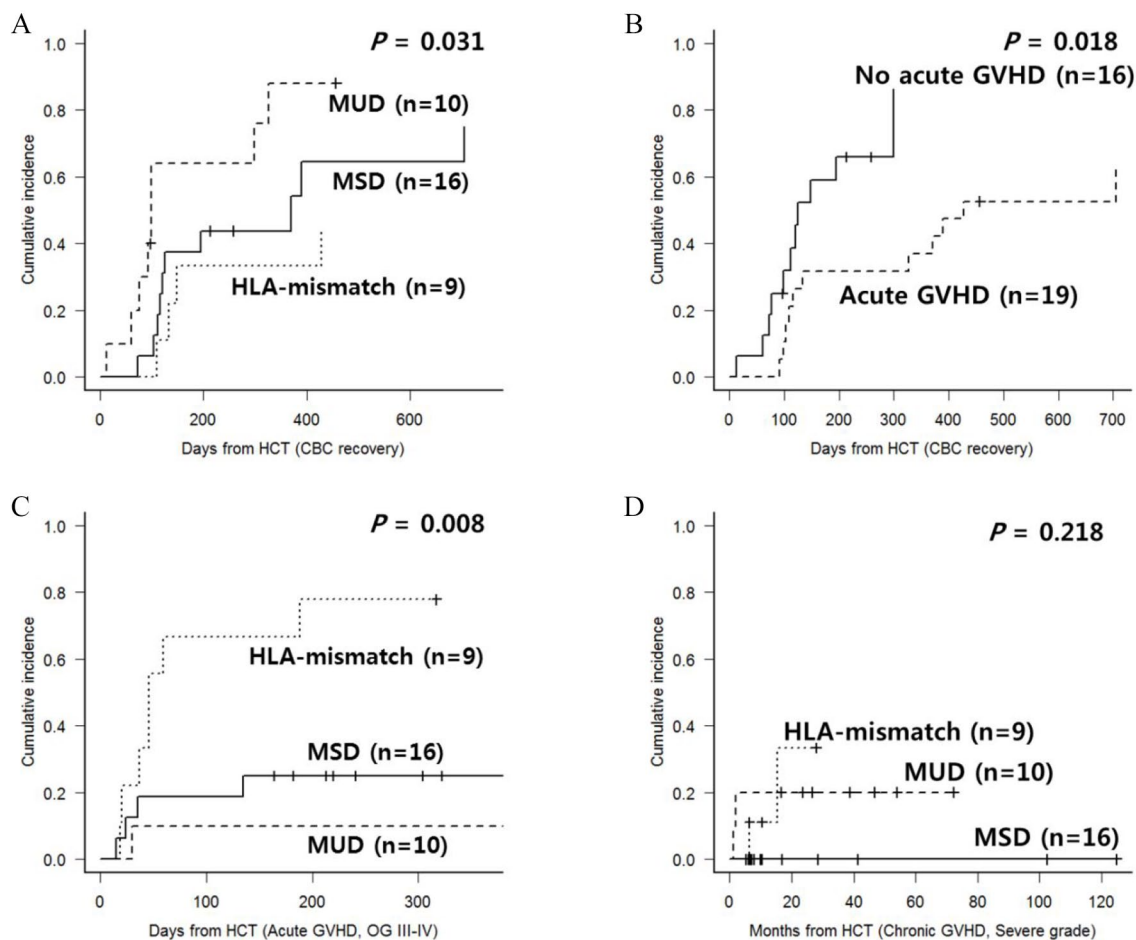 A
P = 0.031
1.0
0.8
0.6
0.4
0.2
0.0
Cumulative incidence
MUD (n=10)
MSD (n=16)
HLA-mismatch (n=9)
0 200 400 600
Days from HCT (CBC recovery)
B
P = 0.018
1.0
0.8
0.6
0.4
0.2
0.0
Cumulative incidence
No acute GVHD (n=16)
Acute GVHD (n=19)
0 100 200 300 400 500 600 700
Days from HCT (CBC recovery)
C
P = 0.008
1.0
0.8
0.6
0.4
0.2
0.0
Cumulative incidence
HLA-mismatch (n=9)
MSD (n=16)
MUD (n=10)
0 100 200 300
Days from HCT (Acute GVHD, OG III-IV)
D
P = 0.218
1.0
0.8
0.6
0.4
0.2
0.0
Cumulative incidence
HLA-mismatch (n=9)
MUD (n=10)
MSD (n=16)
0 20 40 60 80 100 120
Months from HCT (Chronic GVHD, Severe grade)